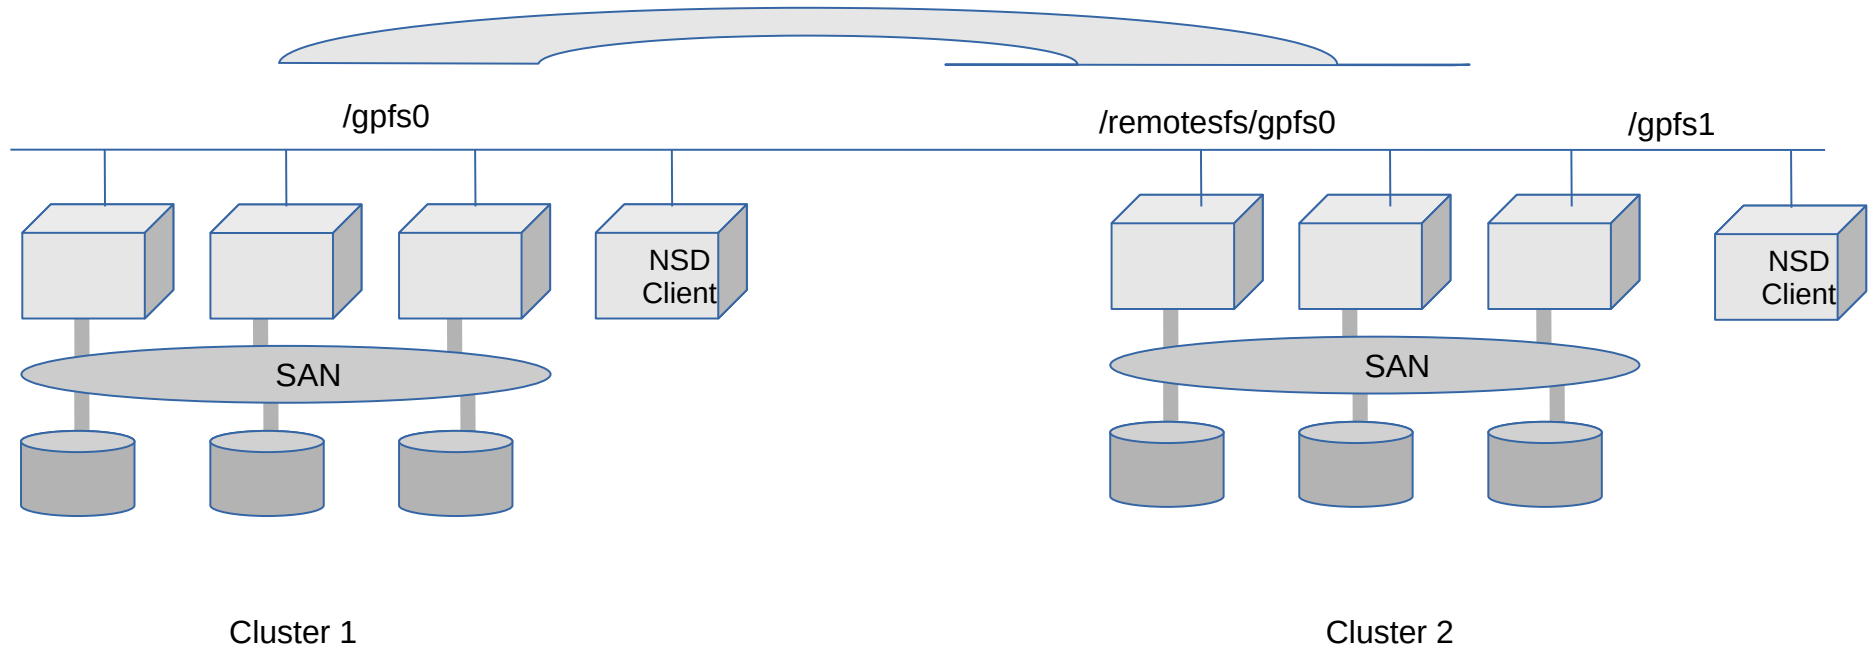 /gpfs0
/remotesfs/gpfs0
/gpfs1
NSD
Client
NSD
Client
SAN
SAN
Cluster 1
Cluster 2